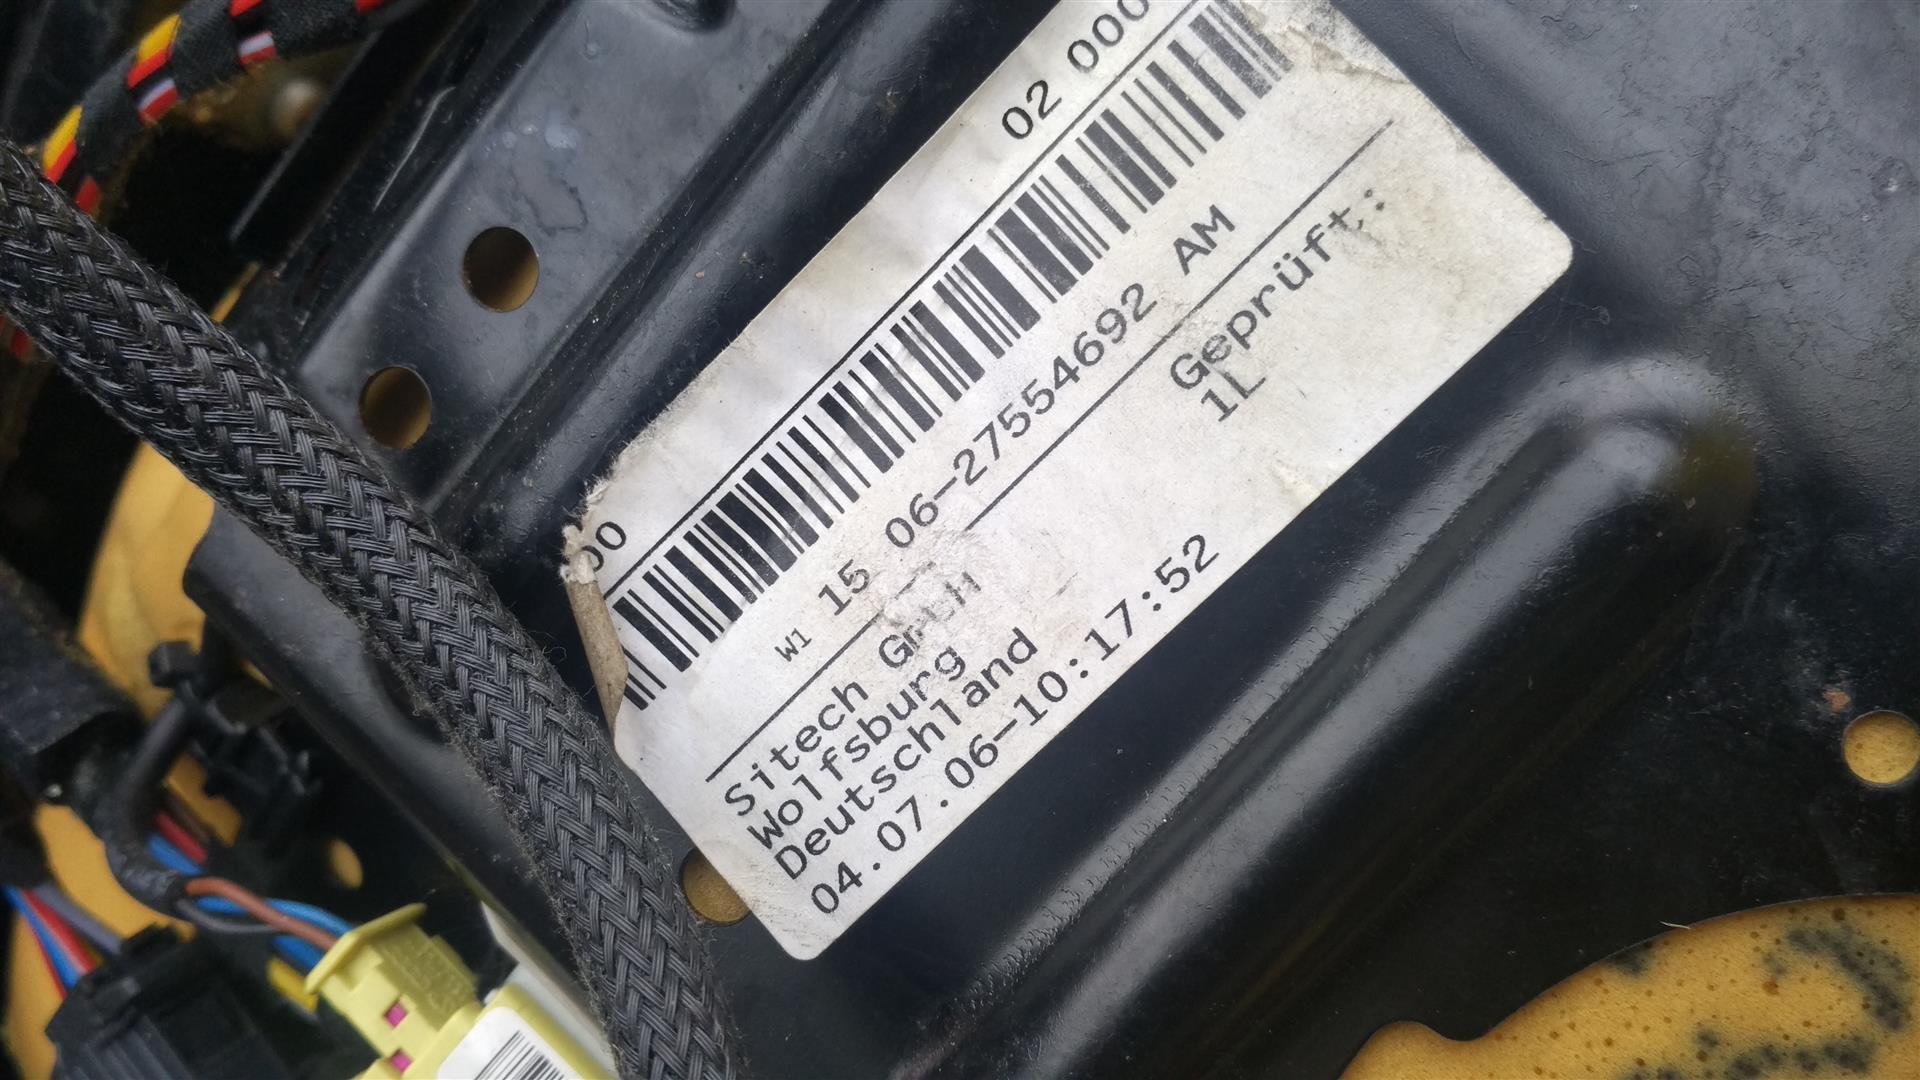 00 02 000
W1 15 06-27554692 AM
Sitech GmbH
Wolfsburg
Deutschland
04.07.06-10:17:52
Geprüft:
1L